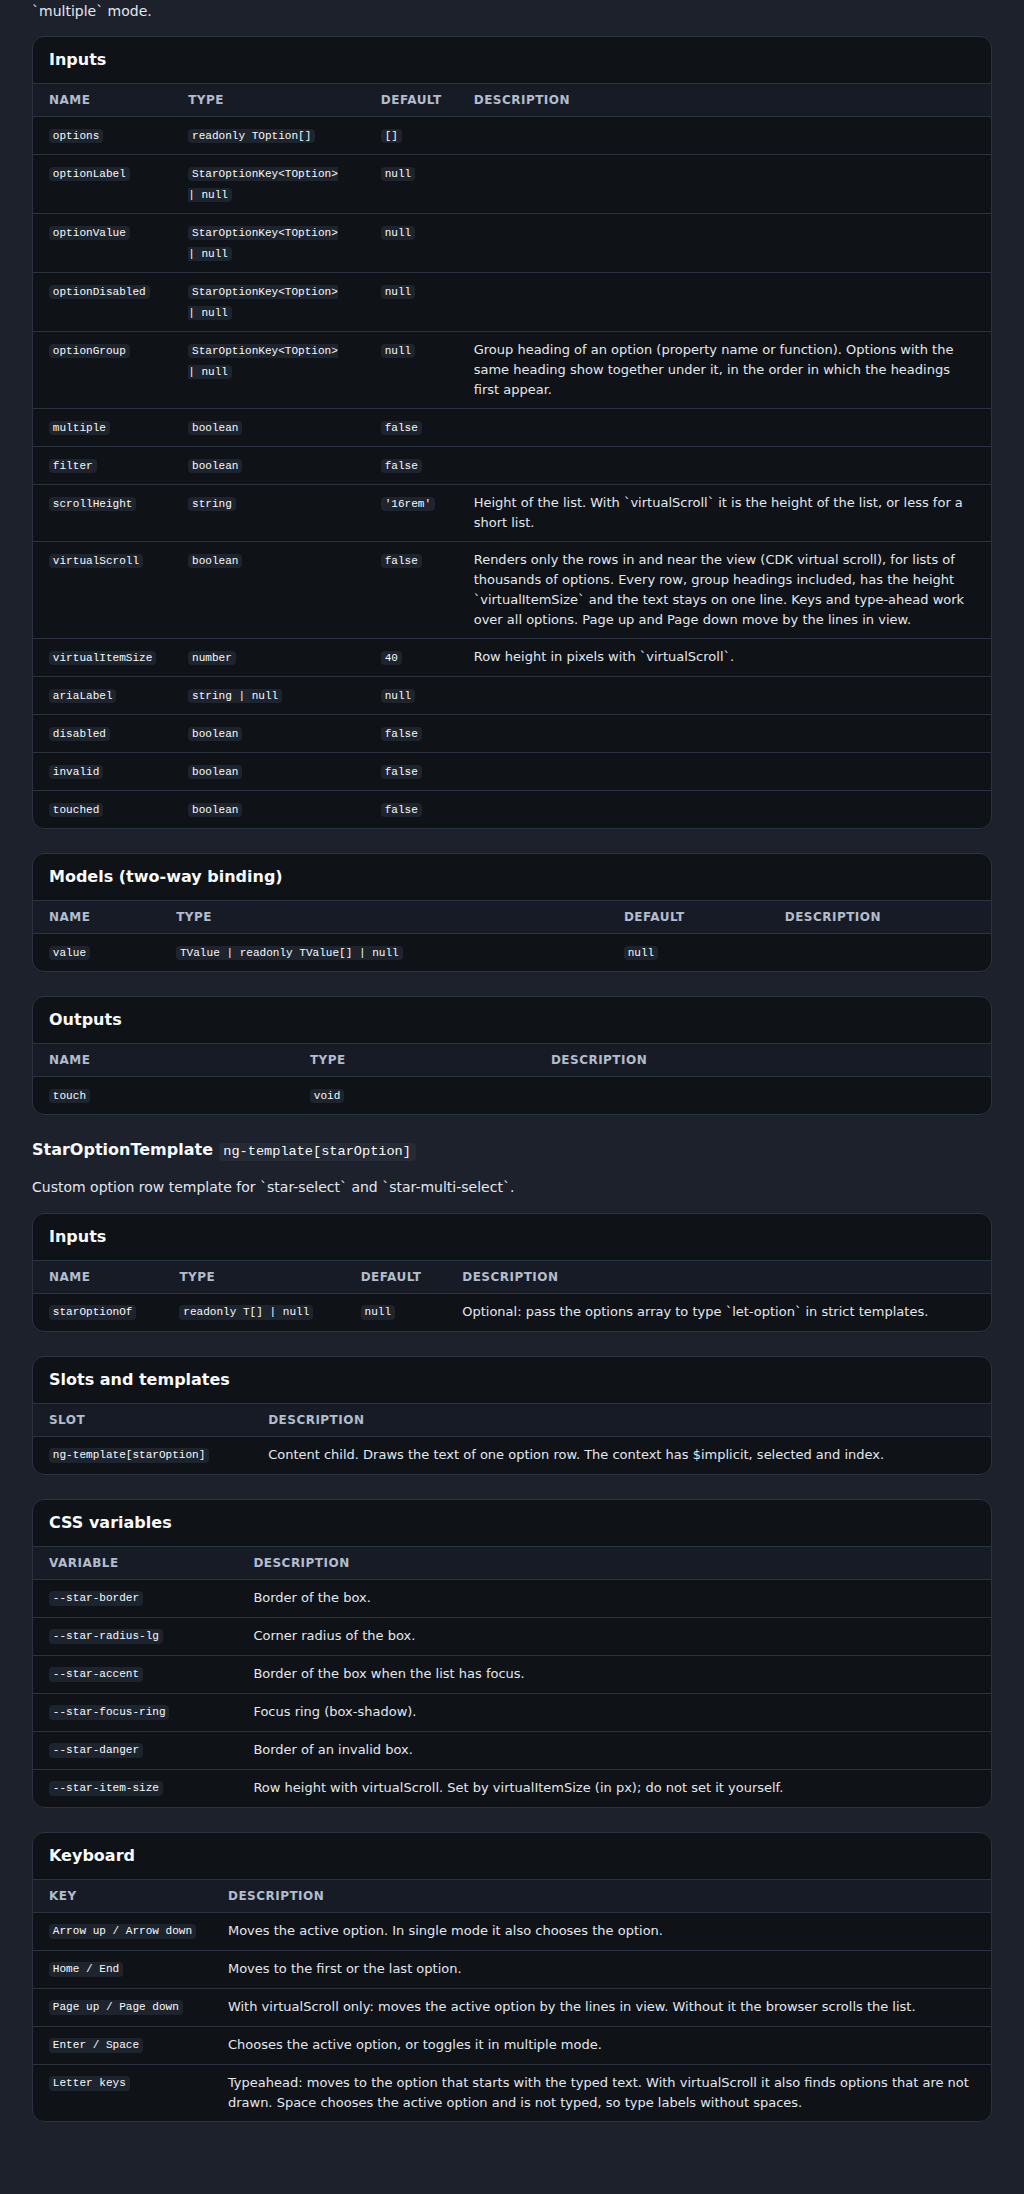 `multiple` mode.
Inputs
NAME TYPE DEFAULT DESCRIPTION
options readonly TOption[] []
optionLabel StarOptionKey<TOption> null
| null
optionValue StarOptionKey<TOption> null
| null
optionDisabled StarOptionKey<TOption> null
| null
optionGroup StarOptionKey<TOption> null Group heading of an option (property name or function). Options with the
| null same heading show together under it, in the order in which the headings
first appear.
multiple boolean false
filter boolean false
scrollHeight string '16rem' Height of the list. With `virtualScroll` it is the height of the list, or less for a
short list.
virtualScroll boolean false Renders only the rows in and near the view (CDK virtual scroll), for lists of
thousands of options. Every row, group headings included, has the height
`virtualItemSize` and the text stays on one line. Keys and type-ahead work
over all options. Page up and Page down move by the lines in view.
virtualItemSize number 40 Row height in pixels with `virtualScroll`.
ariaLabel string | null null
disabled boolean false
invalid boolean false
touched boolean false
Models (two-way binding)
NAME TYPE DEFAULT DESCRIPTION
value TValue | readonly TValue[] | null null
Outputs
NAME TYPE DESCRIPTION
touch void
StarOptionTemplate ng-template[starOption]
Custom option row template for `star-select` and `star-multi-select`.
Inputs
NAME TYPE DEFAULT DESCRIPTION
starOptionOf readonly T[] | null null Optional: pass the options array to type `let-option` in strict templates.
Slots and templates
SLOT DESCRIPTION
ng-template[starOption] Content child. Draws the text of one option row. The context has $implicit, selected and index.
CSS variables
VARIABLE DESCRIPTION
--star-border Border of the box.
--star-radius-lg Corner radius of the box.
--star-accent Border of the box when the list has focus.
--star-focus-ring Focus ring (box-shadow).
--star-danger Border of an invalid box.
--star-item-size Row height with virtualScroll. Set by virtualItemSize (in px); do not set it yourself.
Keyboard
KEY DESCRIPTION
Arrow up / Arrow down Moves the active option. In single mode it also chooses the option.
Home / End Moves to the first or the last option.
Page up / Page down With virtualScroll only: moves the active option by the lines in view. Without it the browser scrolls the list.
Enter / Space Chooses the active option, or toggles it in multiple mode.
Letter keys Typeahead: moves to the option that starts with the typed text. With virtualScroll it also finds options that are not
drawn. Space chooses the active option and is not typed, so type labels without spaces.